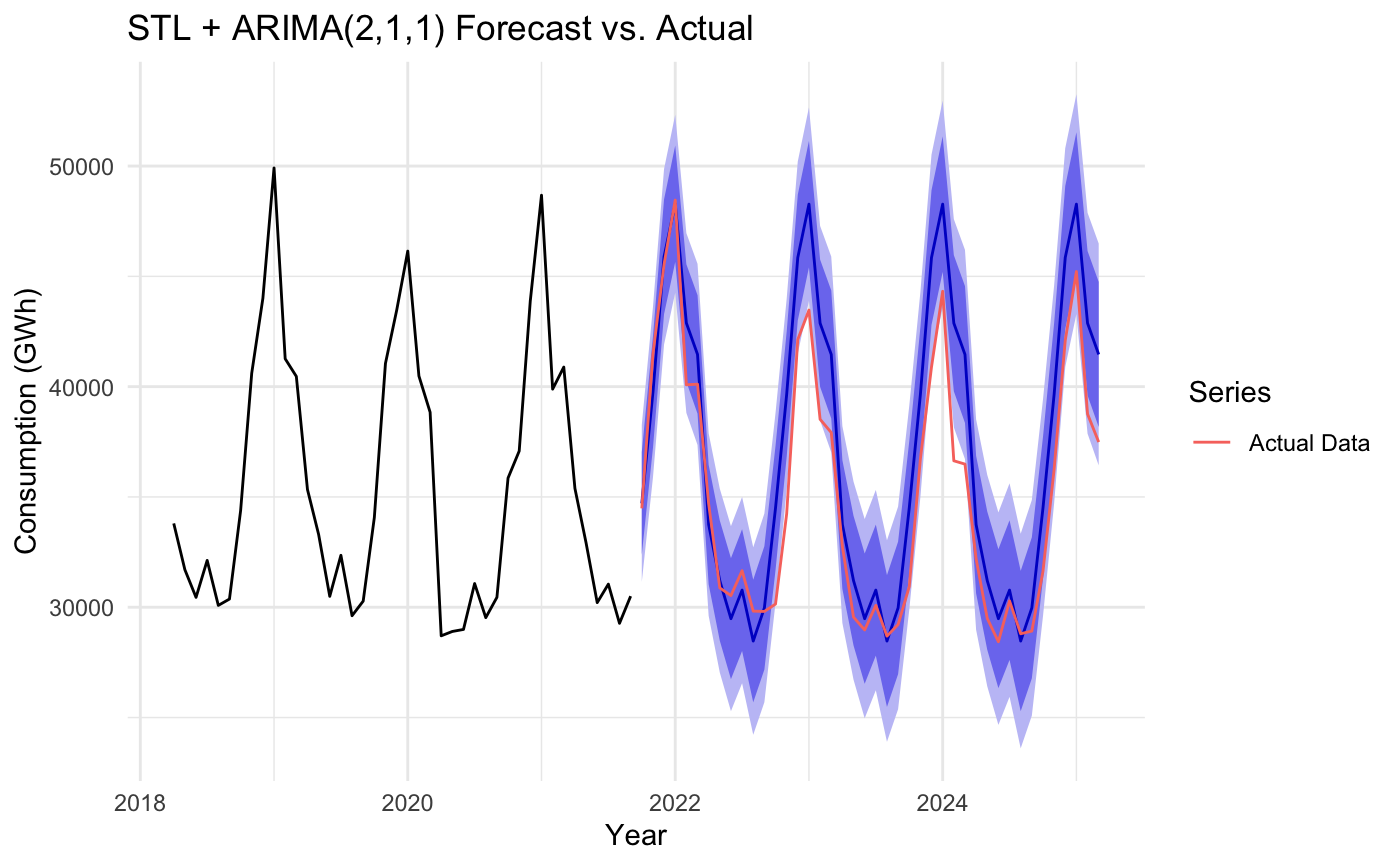 STL + ARIMA(2,1,1) Forecast vs. Actual
Consumption (GWh)
50000
40000
30000
2018
2020
2022
2024
Year
Series
Actual Data